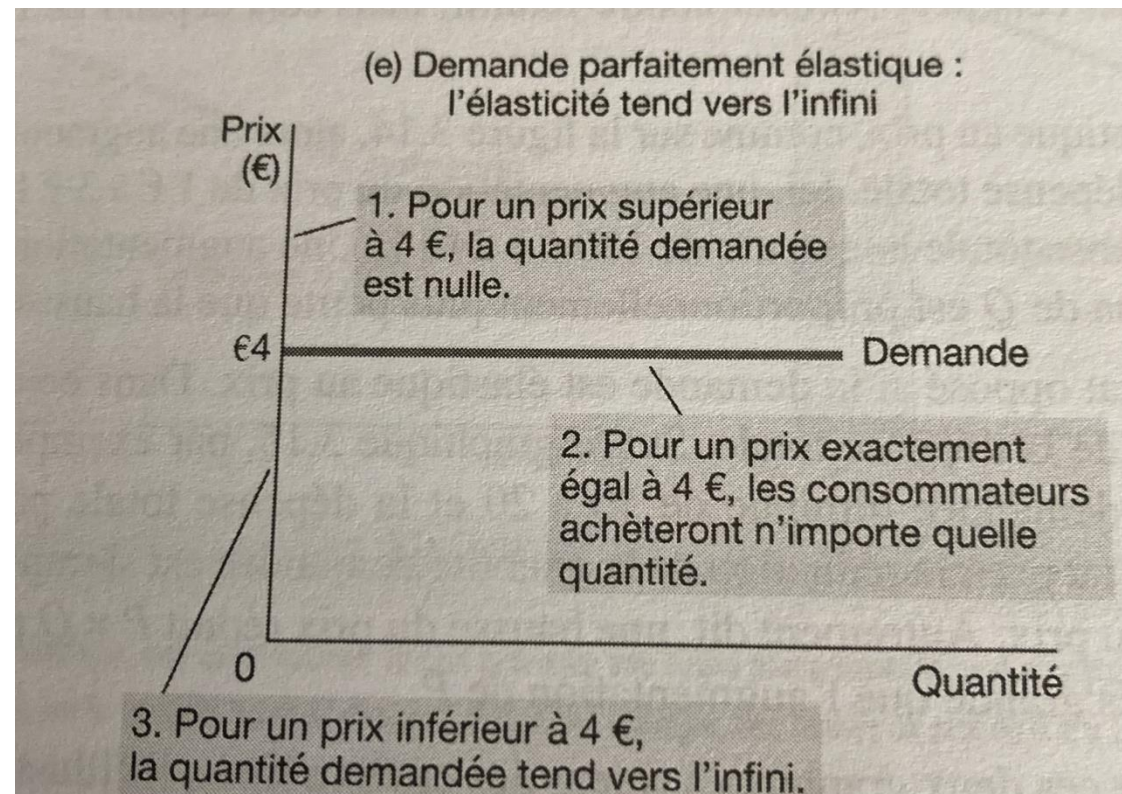 (e) Demande parfaitement élastique :
l'élasticité tend vers l'infini
Prix
(€)
1. Pour un prix supérieur
à 4 €, la quantité demandée
est nulle.
€4
Demande
2. Pour un prix exactement
égal à 4 €, les consommateurs
achèteront n'importe quelle
quantité.
0
Quantité
3. Pour un prix inférieur à 4 €,
la quantité demandée tend vers l'infini.